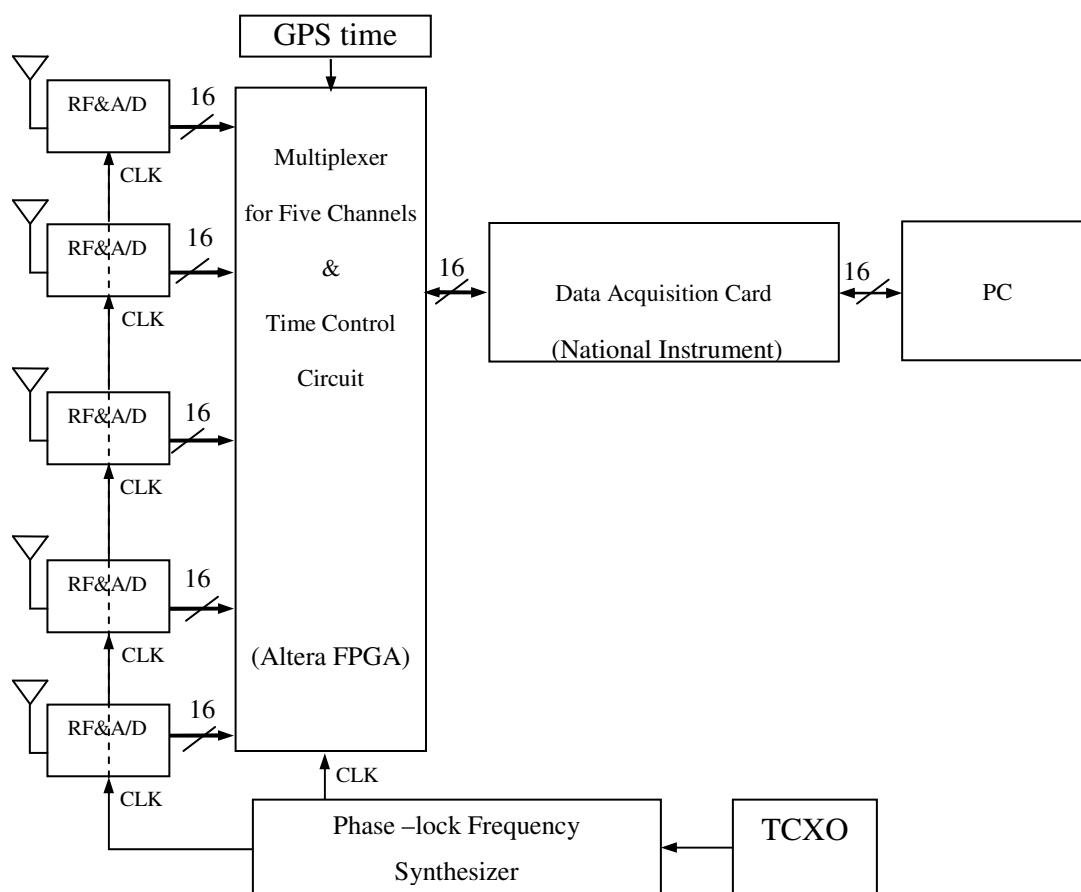 GPS time
RF&A/D
16
CLK
RF&A/D
16
CLK
RF&A/D
16
CLK
RF&A/D
16
CLK
RF&A/D
16
CLK
Multiplexer
for Five Channels
&
Time Control
Circuit
(Altera FPGA)
CLK
16
Data Acquisition Card
(National Instrument)
16
PC
Phase –lock Frequency
Synthesizer
TCXO